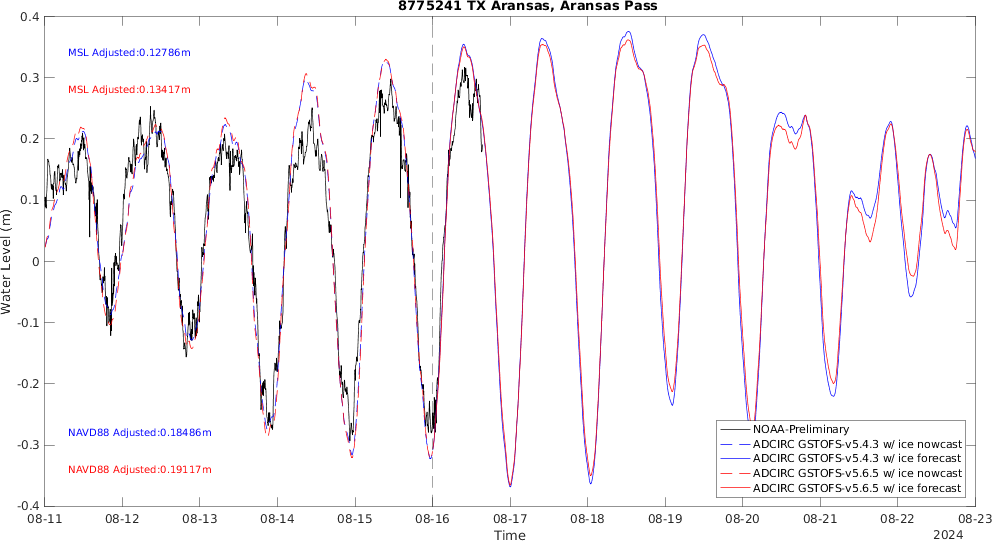 8775241 TX Aransas, Aransas Pass
0.4
0.3
0.2
0.1
0
-0.1
-0.2
-0.3
-0.4
Water Level (m)
MSL Adjusted:0.12786m
MSL Adjusted:0.13417m
NAVD88 Adjusted:0.18486m
NAVD88 Adjusted:0.19117m
NOAA-Preliminary
ADCIRC GSTOFS-v5.4.3 w/ ice nowcast
ADCIRC GSTOFS-v5.4.3 w/ ice forecast
ADCIRC GSTOFS-v5.6.5 w/ ice nowcast
ADCIRC GSTOFS-v5.6.5 w/ ice forecast
08-11 08-12 08-13 08-14 08-15 08-16 08-17 08-18 08-19 08-20 08-21 08-22 08-23
Time
2024